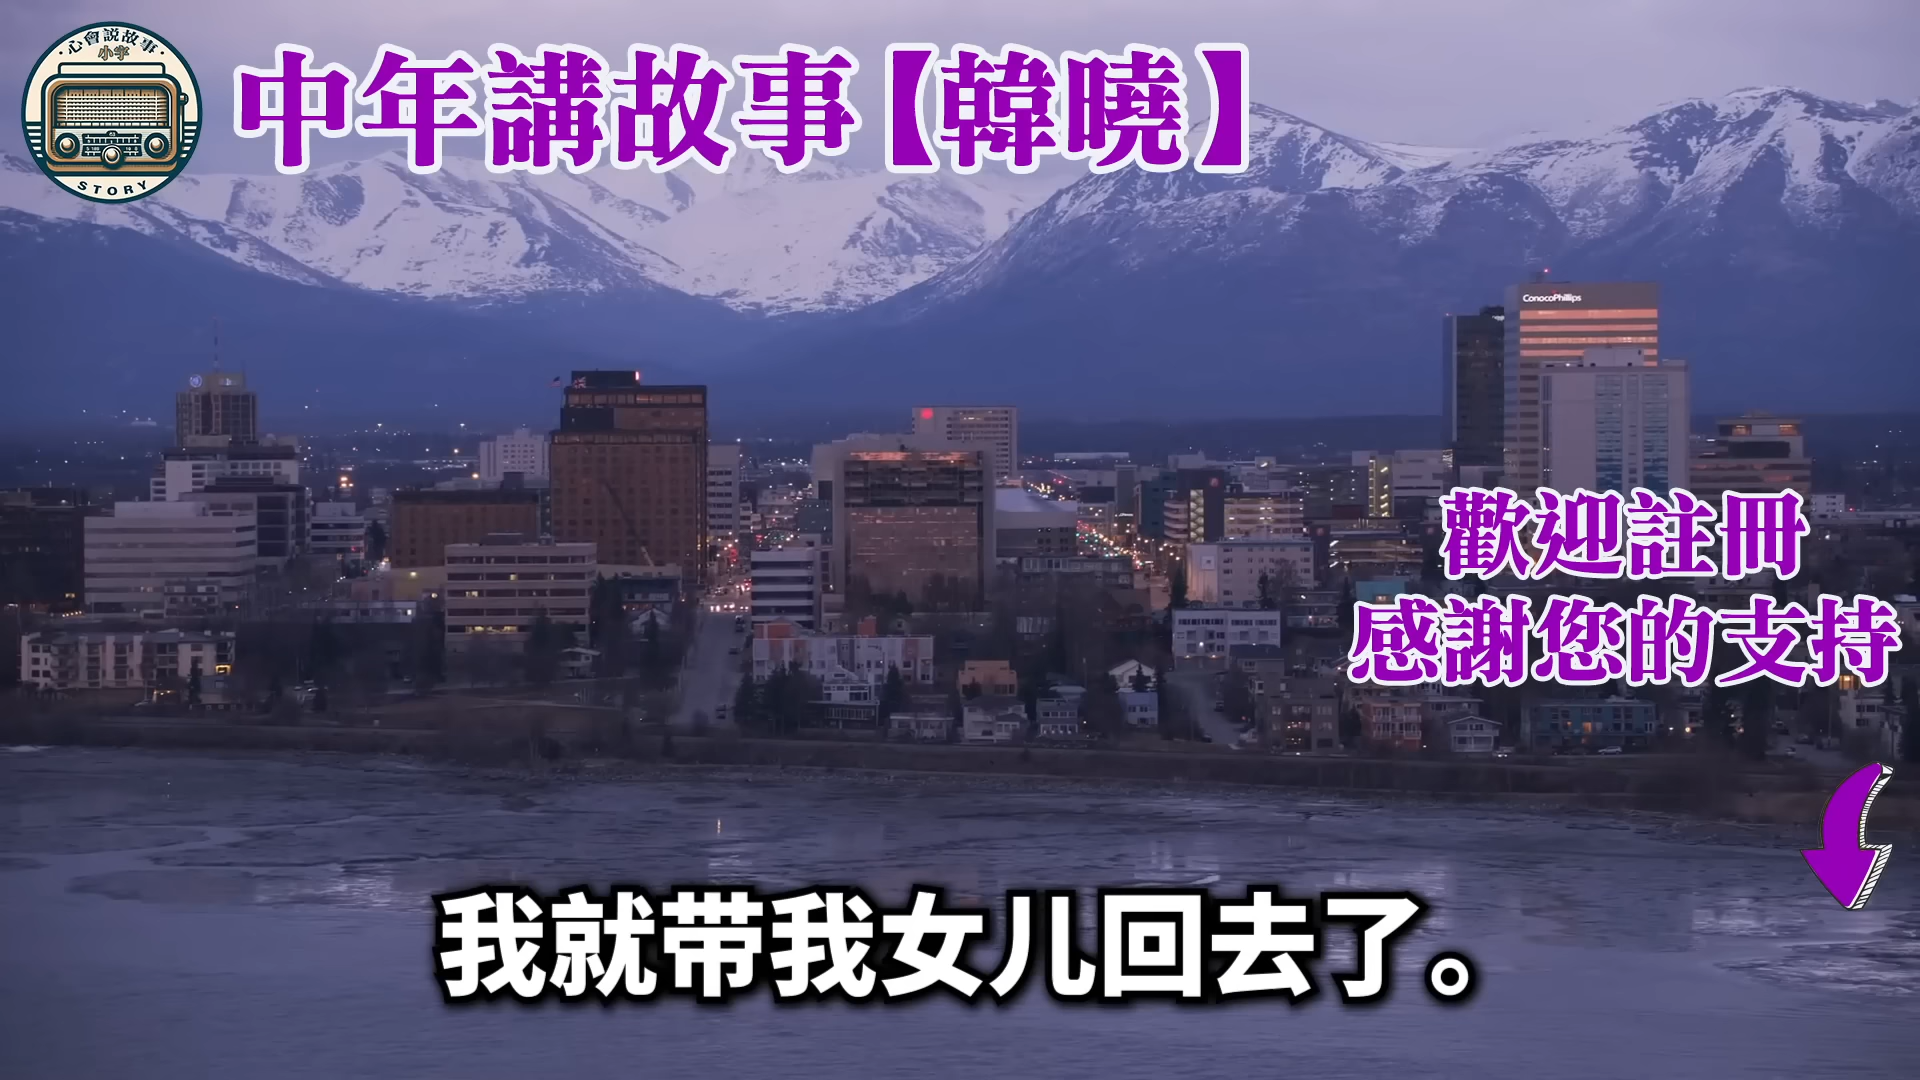 ·心會説故事·
小宇
STORY
中年講故事【韓曉】
ConocoPhillips
歡迎註冊
感謝您的支持
我就带我女儿回去了。